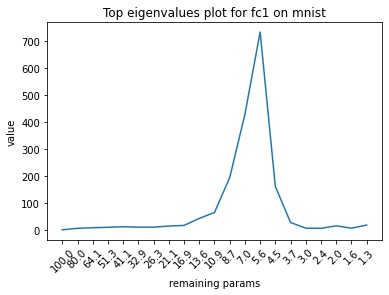 Top eigenvalues plot for fc1 on mnist
value
700
600
500
400
300
200
100
0
100.0 80.0 64.1 51.3 41.1 32.9 26.3 21.1 16.9 13.6 10.9 8.7 7.0 5.6 4.5 3.7 3.0 2.4 2.0 1.6 1.3
remaining params